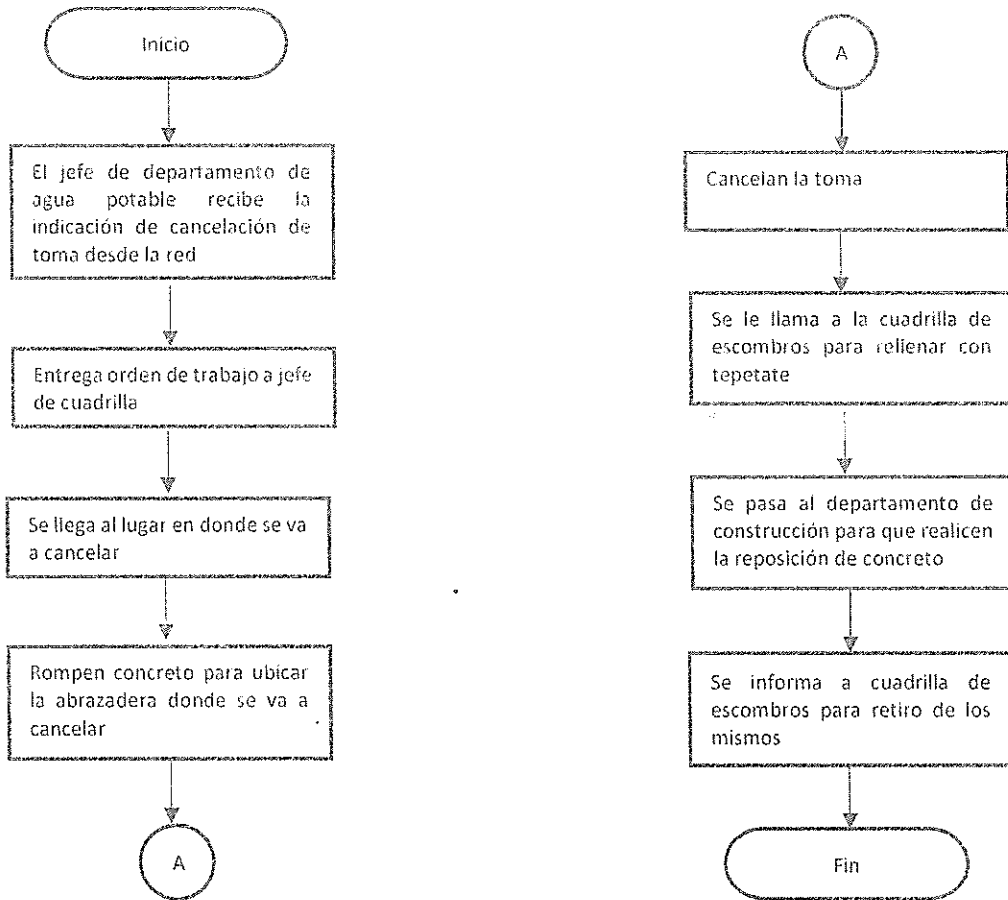 Inicio
El jefe de departamento de
agua potable recibe la
indicación de cancelación de
toma desde la red
Entrega orden de trabajo a jefe
de cuadrilla
Se llega al lugar en donde se va
a cancelar
Rompen concreto para ubicar
la abrazadera donde se va a
cancelar
A
A
Cancelan la toma
Se le llama a la cuadrilla de
escombros para rellenar con
tepetate
Se pasa al departamento de
construcción para que realicen
la reposición de concreto
Se informa a cuadrilla de
escombros para retiro de los
mismos
Fin